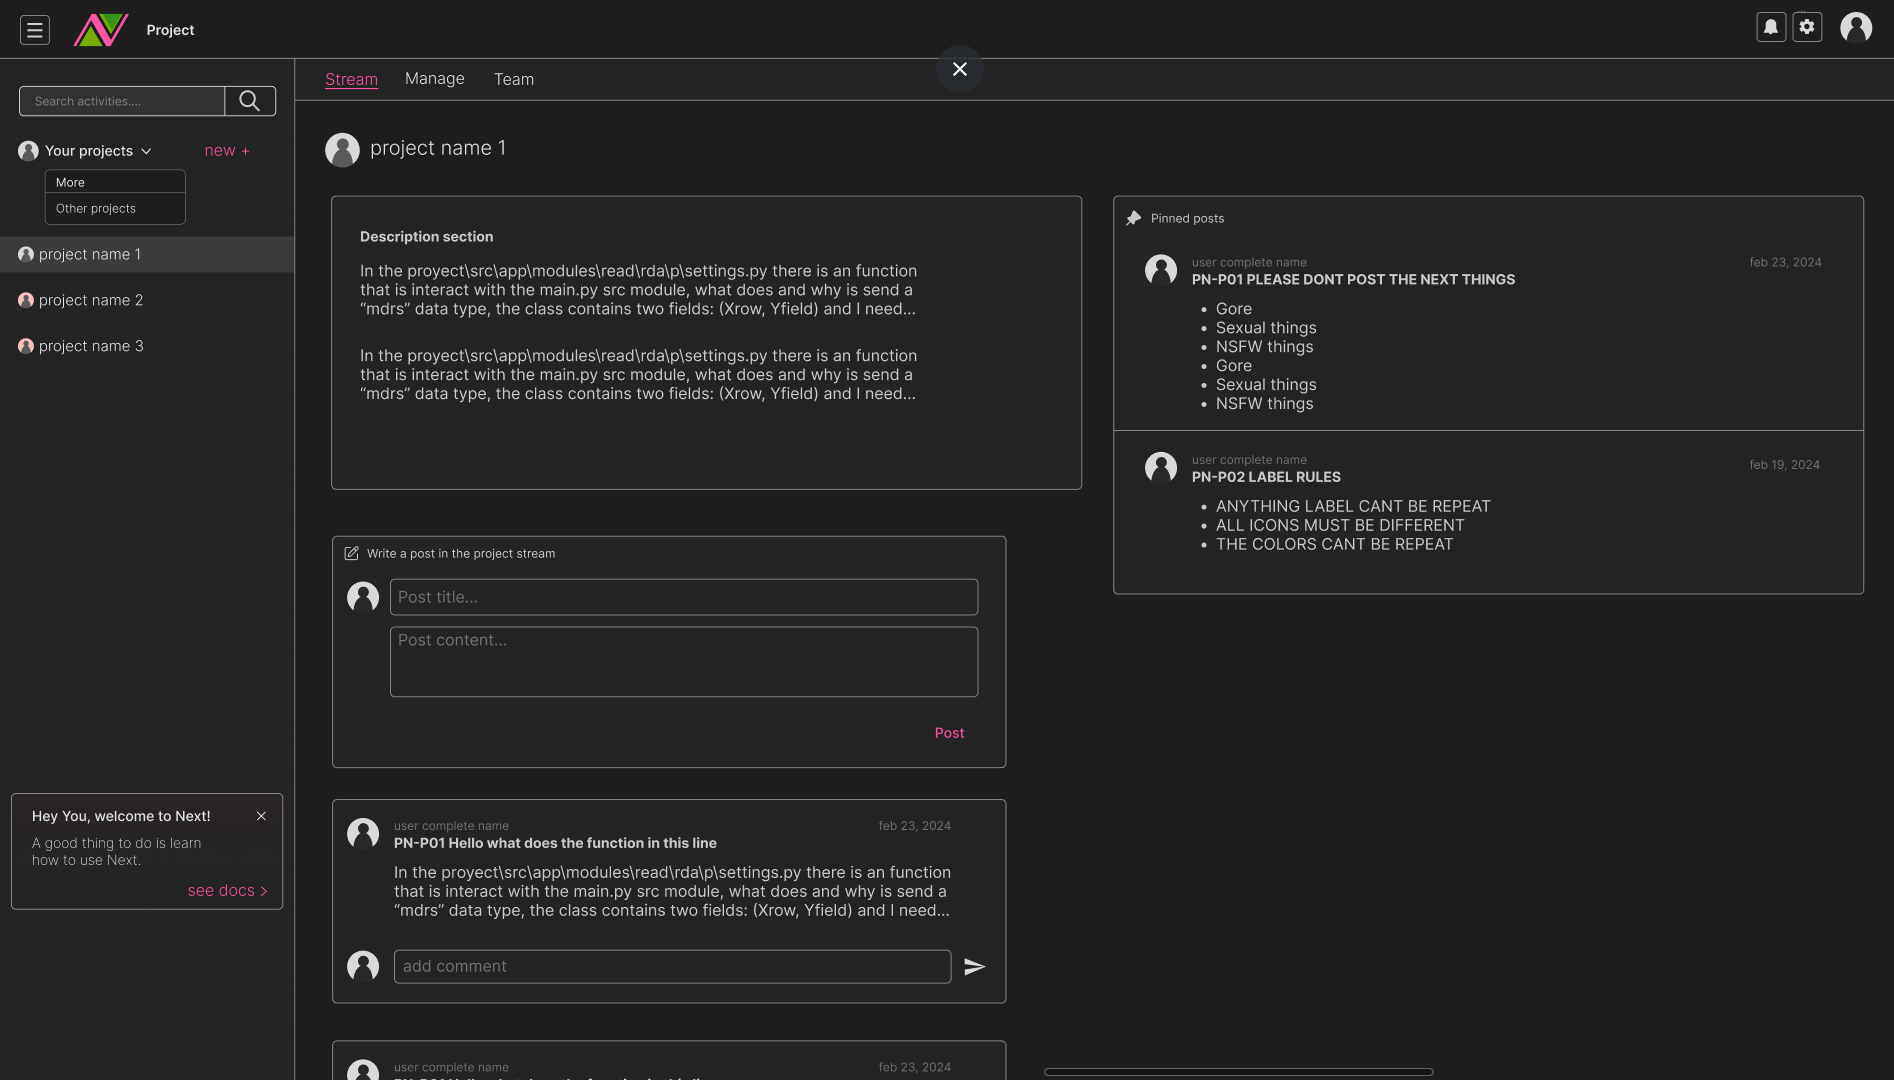 Project
Search activities....
Your projects
new +
More
Other projects
project name 1
project name 2
project name 3
Hey You, welcome to Next!
A good thing to do is learn
how to use Next.
see docs >
Stream Manage Team
project name 1
Description section
In the proyect\src\app\modules\read\rda\p\settings.py there is an function
that is interact with the main.py src module, what does and why is send a
“mdrs” data type, the class contains two fields: (Xrow, Yfield) and I need...
In the proyect\src\app\modules\read\rda\p\settings.py there is an function
that is interact with the main.py src module, what does and why is send a
“mdrs” data type, the class contains two fields: (Xrow, Yfield) and I need...
Write a post in the project stream
Post title...
Post content...
Post
user complete name
feb 23, 2024
PN-P01 Hello what does the function in this line
In the proyect\src\app\modules\read\rda\p\settings.py there is an function
that is interact with the main.py src module, what does and why is send a
“mdrs” data type, the class contains two fields: (Xrow, Yfield) and I need...
add comment
user complete name
feb 23, 2024
Pinned posts
user complete name
feb 23, 2024
PN-P01 PLEASE DONT POST THE NEXT THINGS
• Gore
• Sexual things
• NSFW things
• Gore
• Sexual things
• NSFW things
user complete name
feb 19, 2024
PN-P02 LABEL RULES
• ANYTHING LABEL CANT BE REPEAT
• ALL ICONS MUST BE DIFFERENT
• THE COLORS CANT BE REPEAT